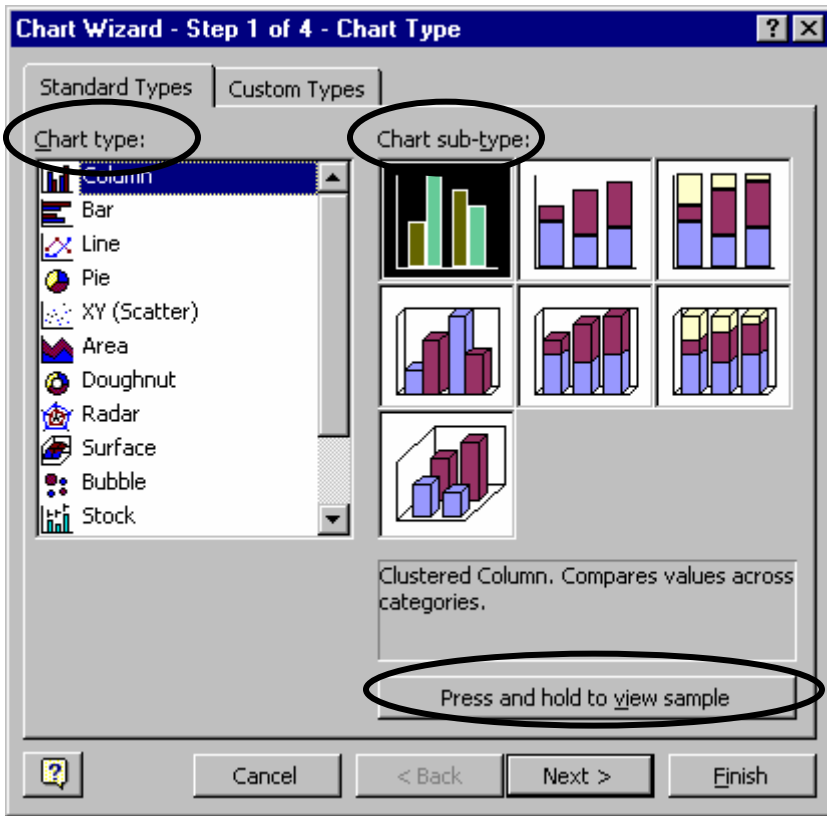 Chart Wizard - Step 1 of 4 - Chart Type
Standard Types
Custom Types
Chart type:
Chart sub-type:
Column
Bar
Line
Pie
XY (Scatter)
Area
Doughnut
Radar
Surface
Bubble
Stock
Clustered Column. Compares values across
categories.
Press and hold to view sample
Cancel
< Back
Next >
Finish